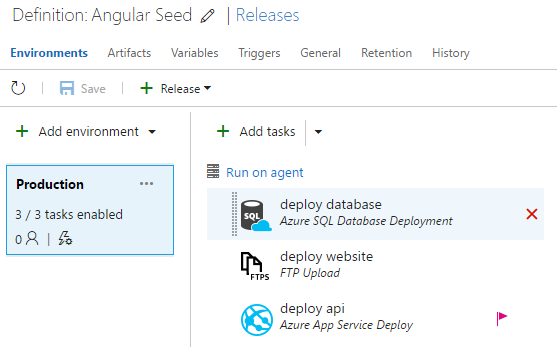 Definition: Angular Seed | Releases
Environments Artifacts Variables Triggers General Retention History
Save | + Release
+ Add environment
+ Add tasks
Run on agent
Production ...
3 / 3 tasks enabled
0 |
deploy database
SQL
Azure SQL Database Deployment
deploy website
FTPS
FTP Upload
deploy api
Azure App Service Deploy